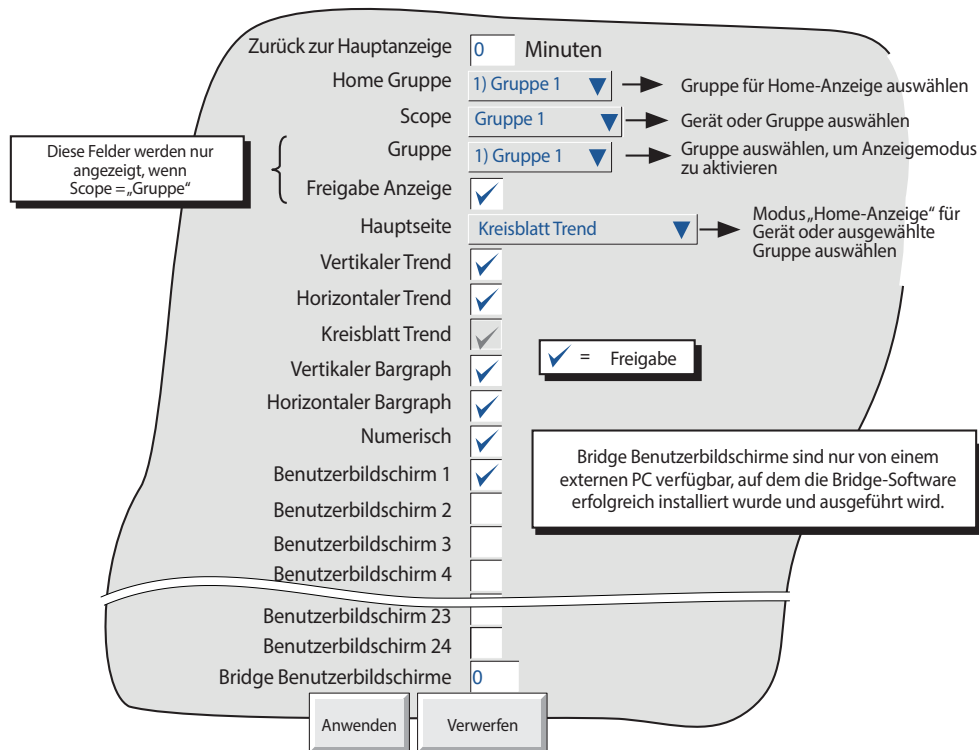 Zurück zur Hauptanzeige 0 Minuten
Home Gruppe 1) Gruppe 1 Gruppe für Home-Anzeige auswählen
Scope Gruppe 1 Gerät oder Gruppe auswählen
Diese Felder werden nur
angezeigt, wenn
Scope =„Gruppe“
Gruppe 1) Gruppe 1 Gruppe auswählen, um Anzeigemodus
zu aktivieren
Freigabe Anzeige
Hauptseite Kreisblatt Trend Modus„Home-Anzeige“ für
Gerät oder ausgewählte
Gruppe auswählen
Vertikaler Trend
Horizontaler Trend
Kreisblatt Trend
= Freigabe
Vertikaler Bargraph
Horizontaler Bargraph
Numerisch
Benutzerbildschirm 1
Benutzerbildschirm 2
Benutzerbildschirm 3
Benutzerbildschirm 4
Bridge Benutzerbildschirme sind nur von einem
externen PC verfügbar, auf dem die Bridge-Software
erfolgreich installiert wurde und ausgeführt wird.
Benutzerbildschirm 23
Benutzerbildschirm 24
Bridge Benutzerbildschirme 0
Anwenden Verwerfen